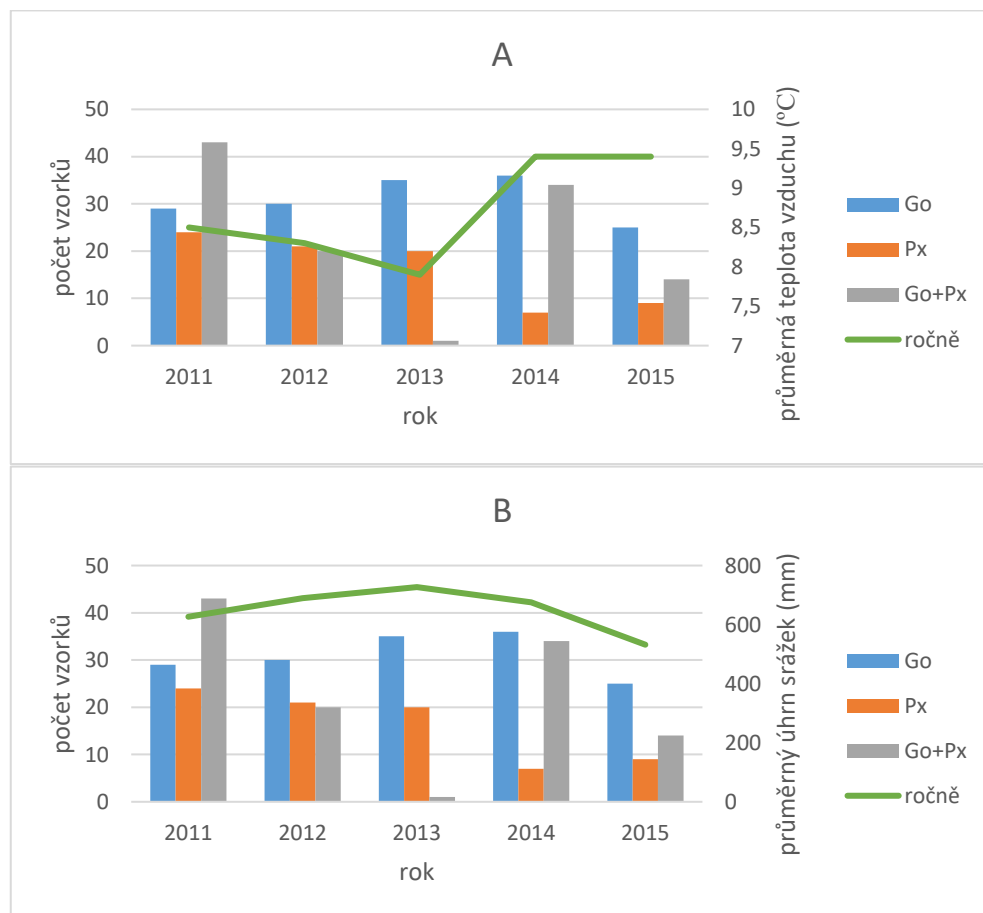 A
50
40
30
20
10
0
počet vzorků
10
9,5
9
8,5
8
7,5
7
průměrná teplota vzduchu (°C)
2011 2012 2013 2014 2015
rok
Go
Px
Go+Px
ročně
B
50
40
30
20
10
0
počet vzorků
800
600
400
200
0
průměrný úhrn srážek (mm)
2011 2012 2013 2014 2015
rok
Go
Px
Go+Px
ročně